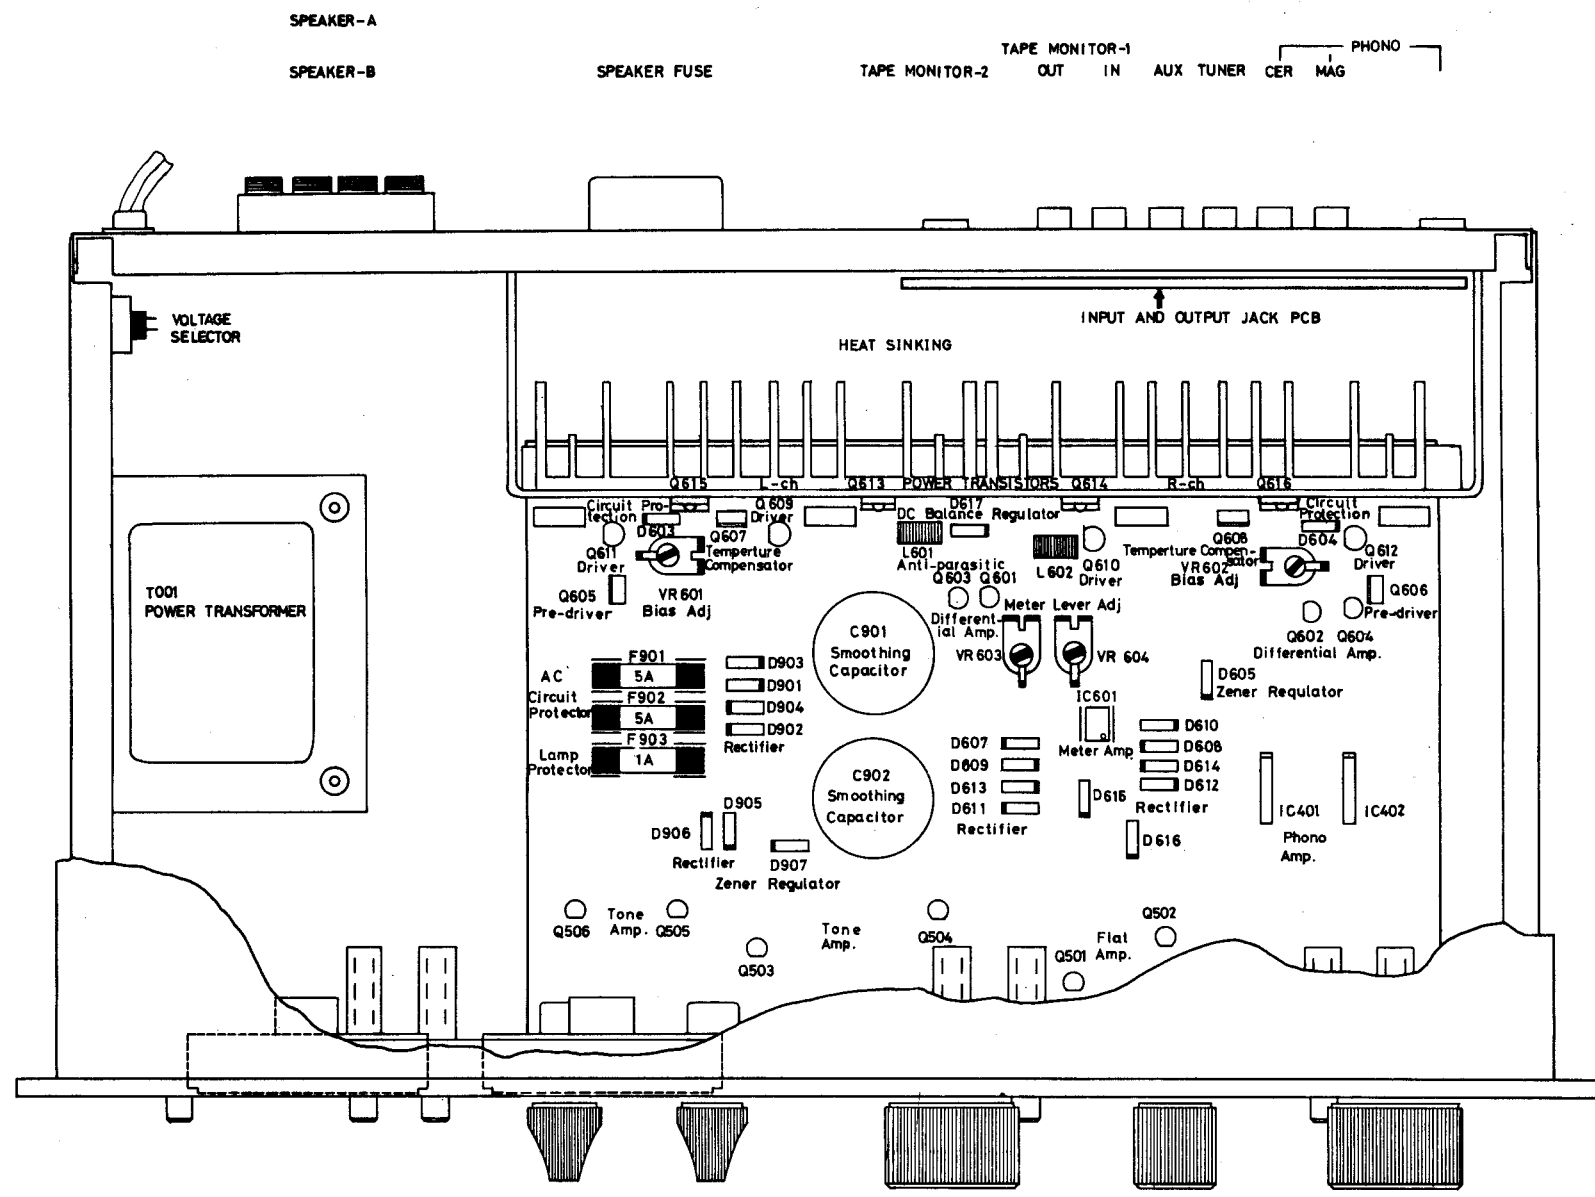 SPEAKER-A
TAPE MONITOR-1
PHONO
SPEAKER-B
SPEAKER FUSE
TAPE MONITOR-2
OUT
IN
AUX
TUNER
CER
MAG
VOLTAGE
SELECTOR
INPUT AND OUTPUT JACK PCB
HEAT SINKING
Q615
L-ch
Q613
POWER TRANSISTORS
Q614
R-ch
Q616
Circuit Pro-
tection
D603
Q607
Q609
Driver
Q611
Driver
Temperture
Compensator
Q605
Pre-driver
VR601
Bias Adj
D617
DC Balance Regulator
L601
Anti-parasitic
L602
Q610
Driver
Q603
Q601
Different-
ial Amp.
Meter Lever Adj
VR603
VR 604
Q608
Temperture Compen-
sator
VR602
Bias Adj
Circuit
Protection
D604
Q612
Driver
Q606
Pre-driver
Q602
Q604
Differential Amp.
T001
POWER TRANSFORMER
C901
Smoothing
Capacitor
AC
Circuit
Protector
F901
5A
F902
5A
F903
1A
Lamp
Protector
D903
D901
D904
D902
Rectifier
D605
Zener Requlator
IC601
Meter Amp
D610
D608
D614
D612
Rectifier
D607
D609
D613
D611
Rectifier
D615
D616
C902
Smoothing
Capacitor
IC401
IC402
Phono
Amp.
D905
D906
Rectifier
D907
Zener Regulator
Q506
Tone
Amp.
Q505
Q503
Tone
Amp.
Q504
Q502
Flat
Amp.
Q501